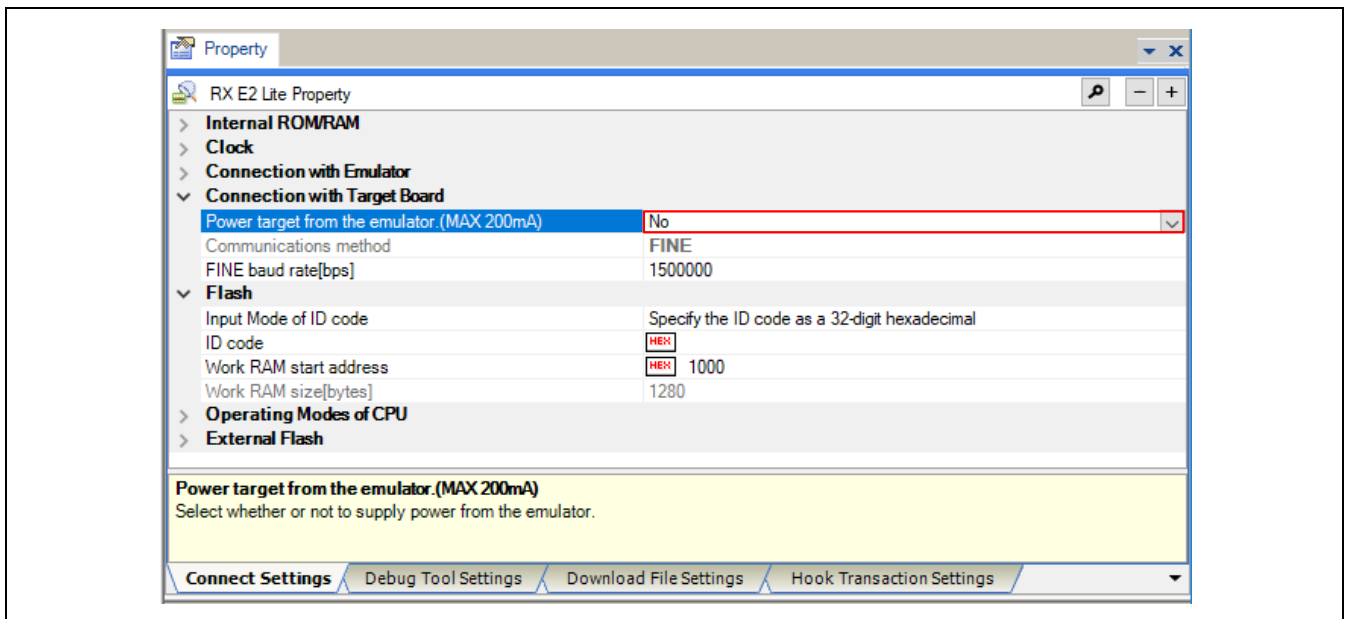 Property
RX E2 Lite Property
Internal ROM/RAM
Clock
Connection with Emulator
Connection with Target Board
Power target from the emulator.(MAX 200mA) No
Communications method FINE
FINE baud rate[bps] 1500000
Flash
Input Mode of ID code Specify the ID code as a 32-digit hexadecimal
ID code HEX
Work RAM start address HEX 1000
Work RAM size[bytes] 1280
Operating Modes of CPU
External Flash
Power target from the emulator.(MAX 200mA)
Select whether or not to supply power from the emulator.
Connect Settings Debug Tool Settings Download File Settings Hook Transaction Settings